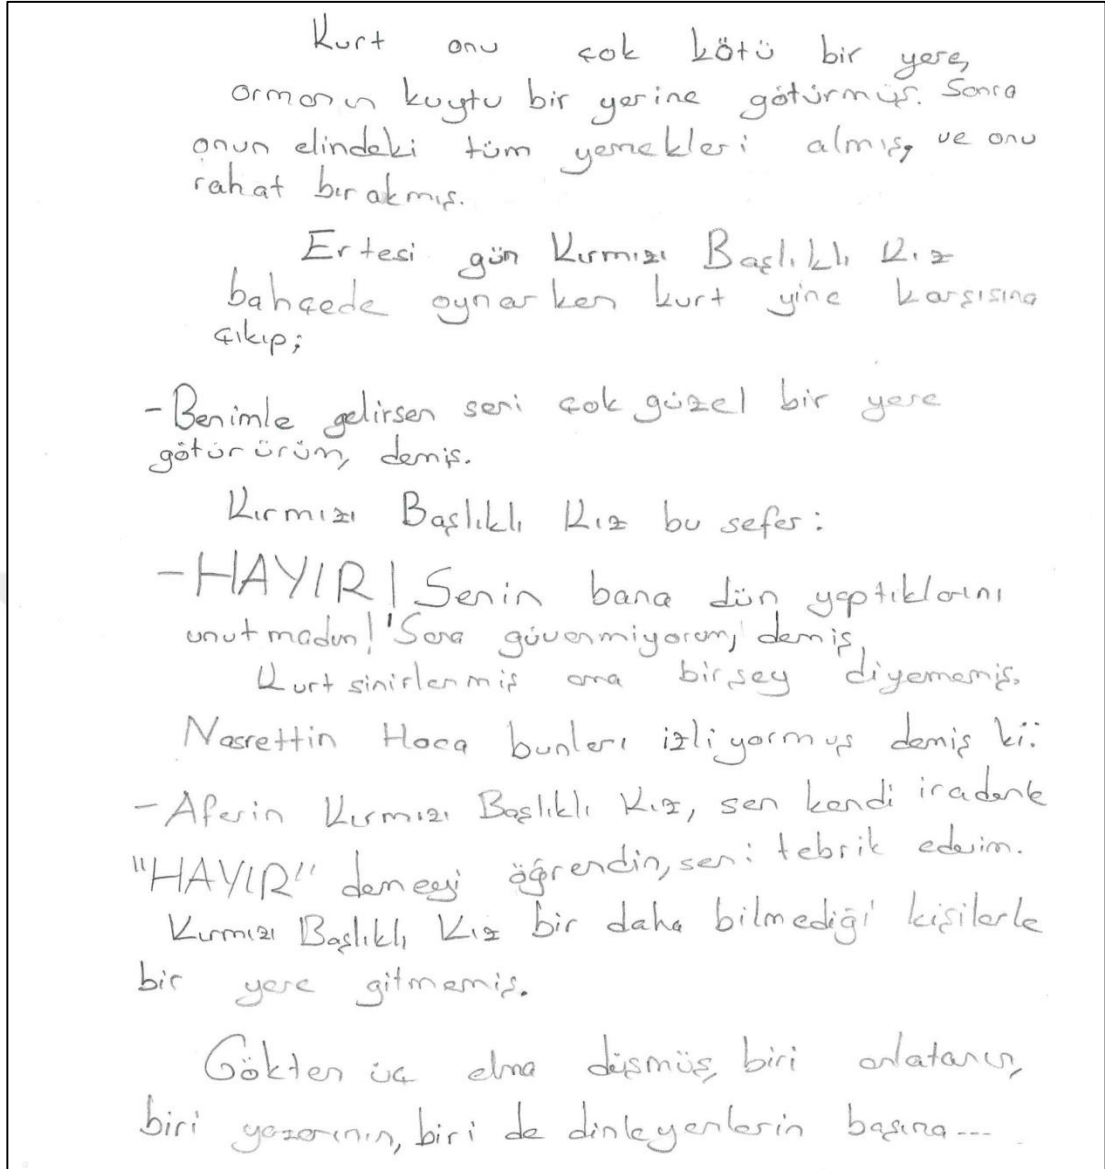 Kurt onu çok kötü bir yere,
ormanın kuytu bir yerine götürmüş. Sonra
onun elindeki tüm yemekleri almış, ve onu
rahat bırakmış.
Ertesi gün Kırmızı Başlıklı Kız
bahçede oynarken kurt yine karşısına
çıkıp;
-Benimle gelirsen seni çok güzel bir yere
götürürüm, demiş.
Kırmızı Başlıklı Kız bu sefer:
-HAYIR! Senin bana dün yaptıklarını
unutmadım! Sana güvenmiyorum, demiş,
Kurt sinirlenmiş ama birşey diyememiş.
Nasrettin Hoca bunları izliyormuş demiş ki:
-Aferin Kırmızı Başlıklı Kız, sen kendi iradenle
"HAYIR" demeyi öğrendin, seni tebrik ederim.
Kırmızı Başlıklı Kız bir daha bilmediği kişilerle
bir yere gitmemiş.
Gökten üç elma düşmüş, biri anlatanın,
biri yazarının, biri de dinleyenlerin başına...